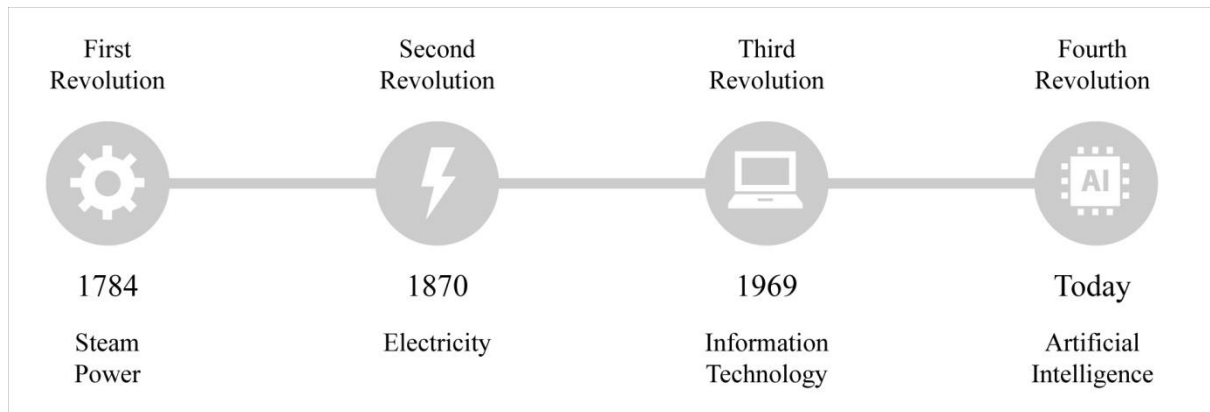 First
Revolution
Second
Revolution
Third
Revolution
Fourth
Revolution
AI
1784
1870
1969
Today
Steam
Power
Electricity
Information
Technology
Artificial
Intelligence